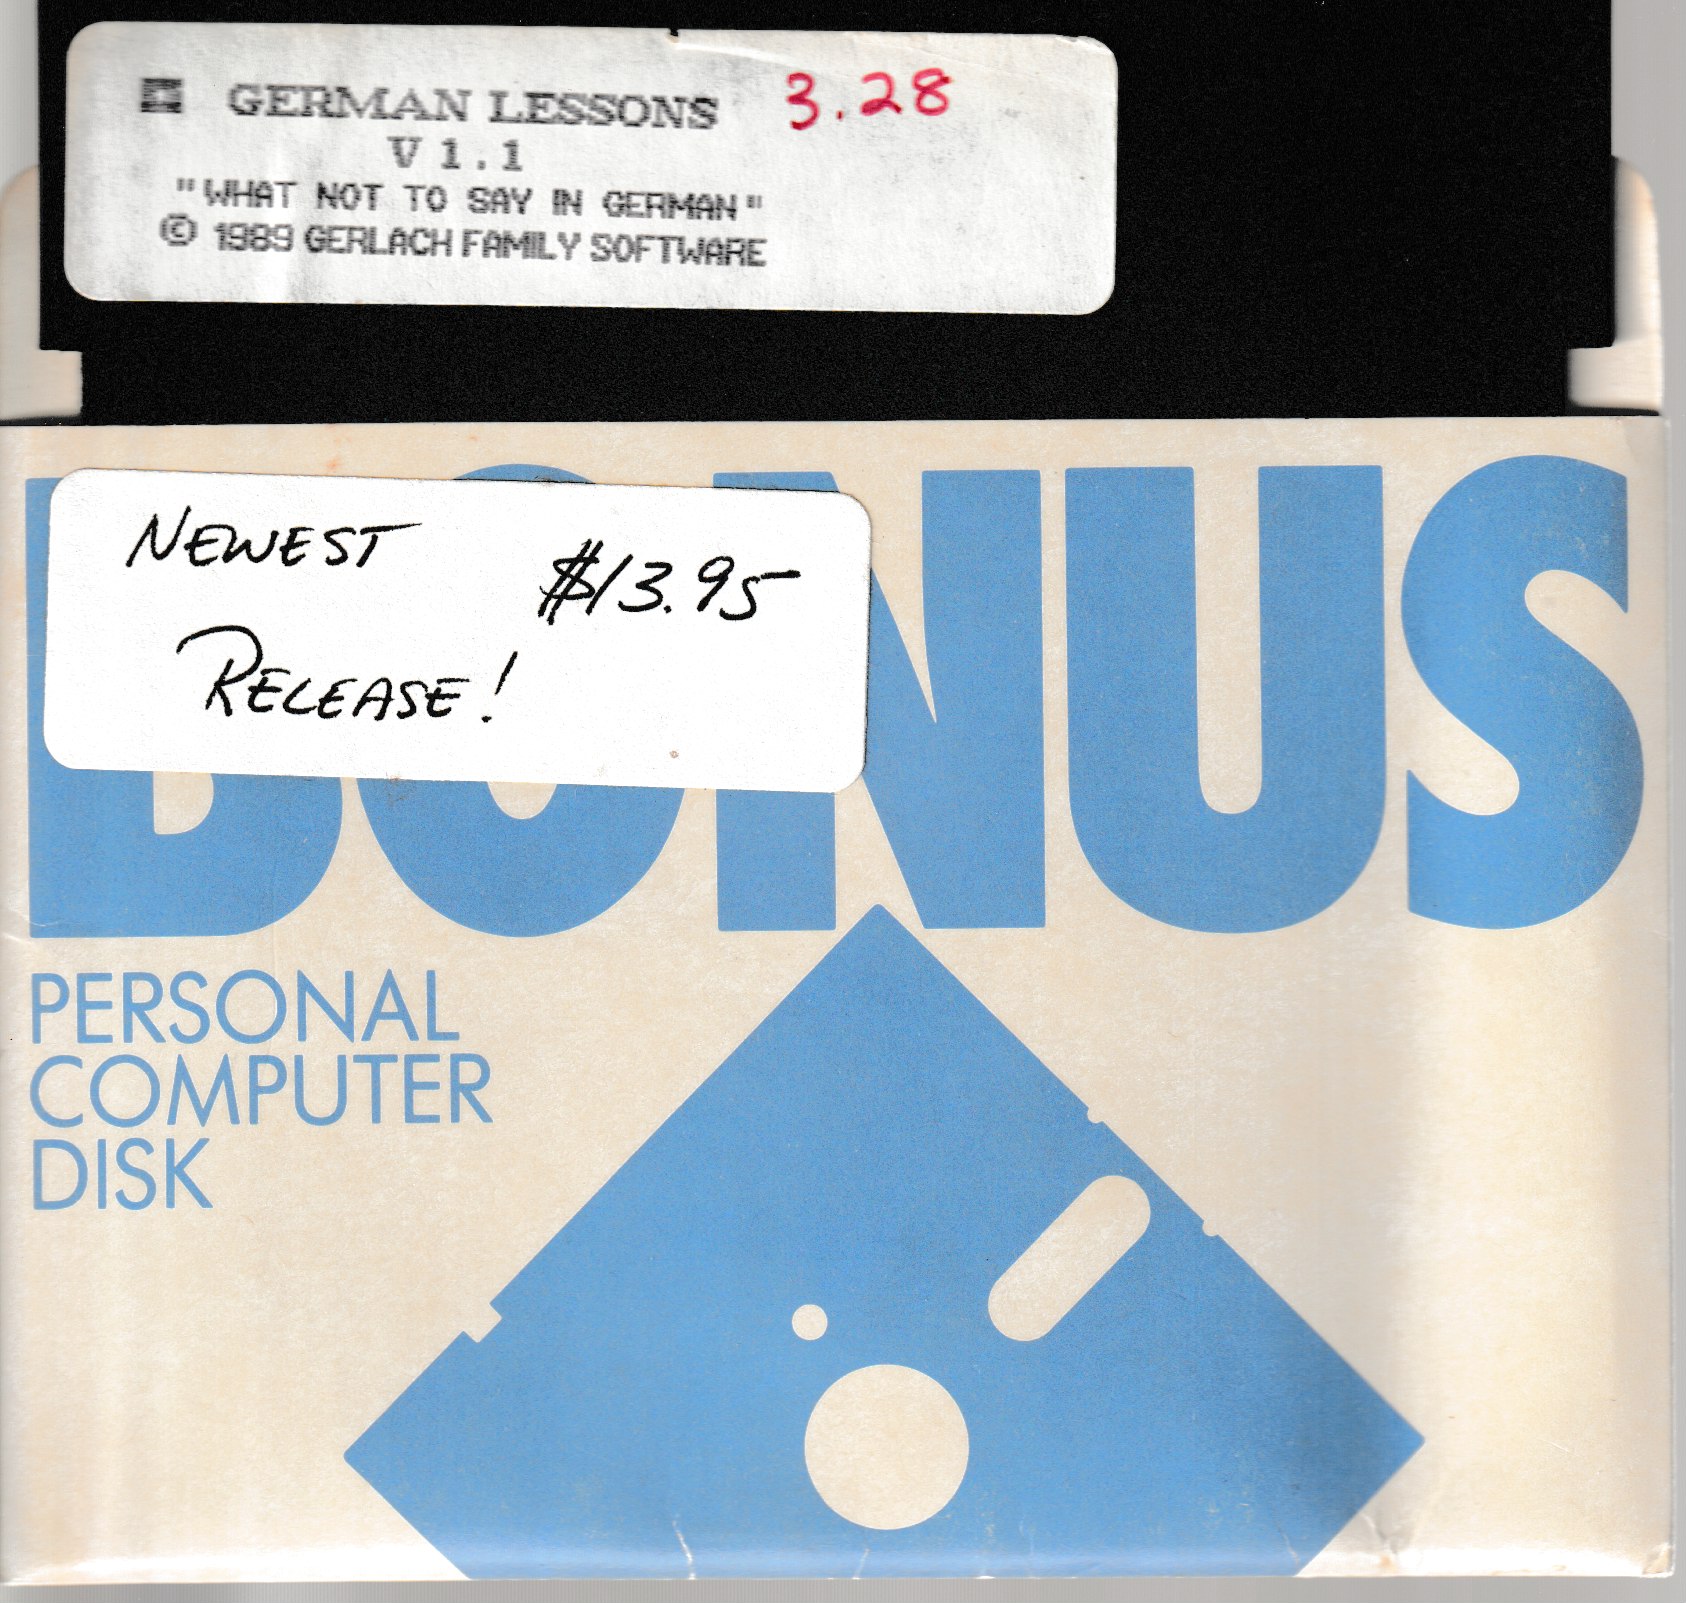 GERMAN LESSONS 3.28
V 1.1
"WHAT NOT TO SAY IN GERMAN"
© 1989 GERLACH FAMILY SOFTWARE
NEWEST $13.95
RELEASE!
BONUS
PERSONAL
COMPUTER
DISK